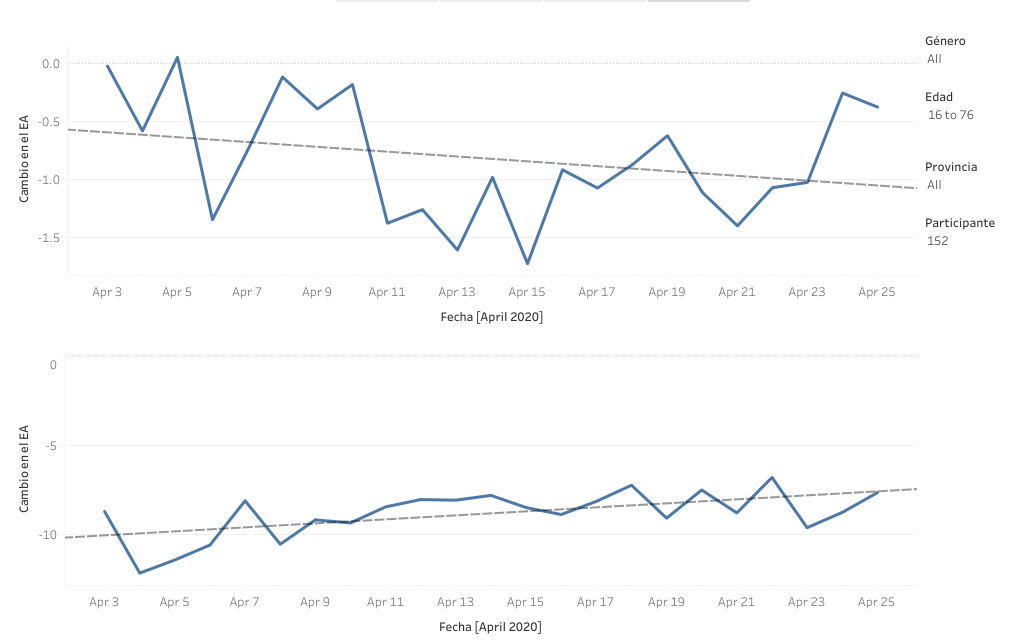 Género
All
Edad
16 to 76
Provincia
All
Participante
152
Cambio en el EA
0.0
-0.5
-1.0
-1.5
Apr 3 Apr 5 Apr 7 Apr 9 Apr 11 Apr 13 Apr 15 Apr 17 Apr 19 Apr 21 Apr 23 Apr 25
Fecha [April 2020]
Cambio en el EA
0
-5
-10
Apr 3 Apr 5 Apr 7 Apr 9 Apr 11 Apr 13 Apr 15 Apr 17 Apr 19 Apr 21 Apr 23 Apr 25
Fecha [April 2020]